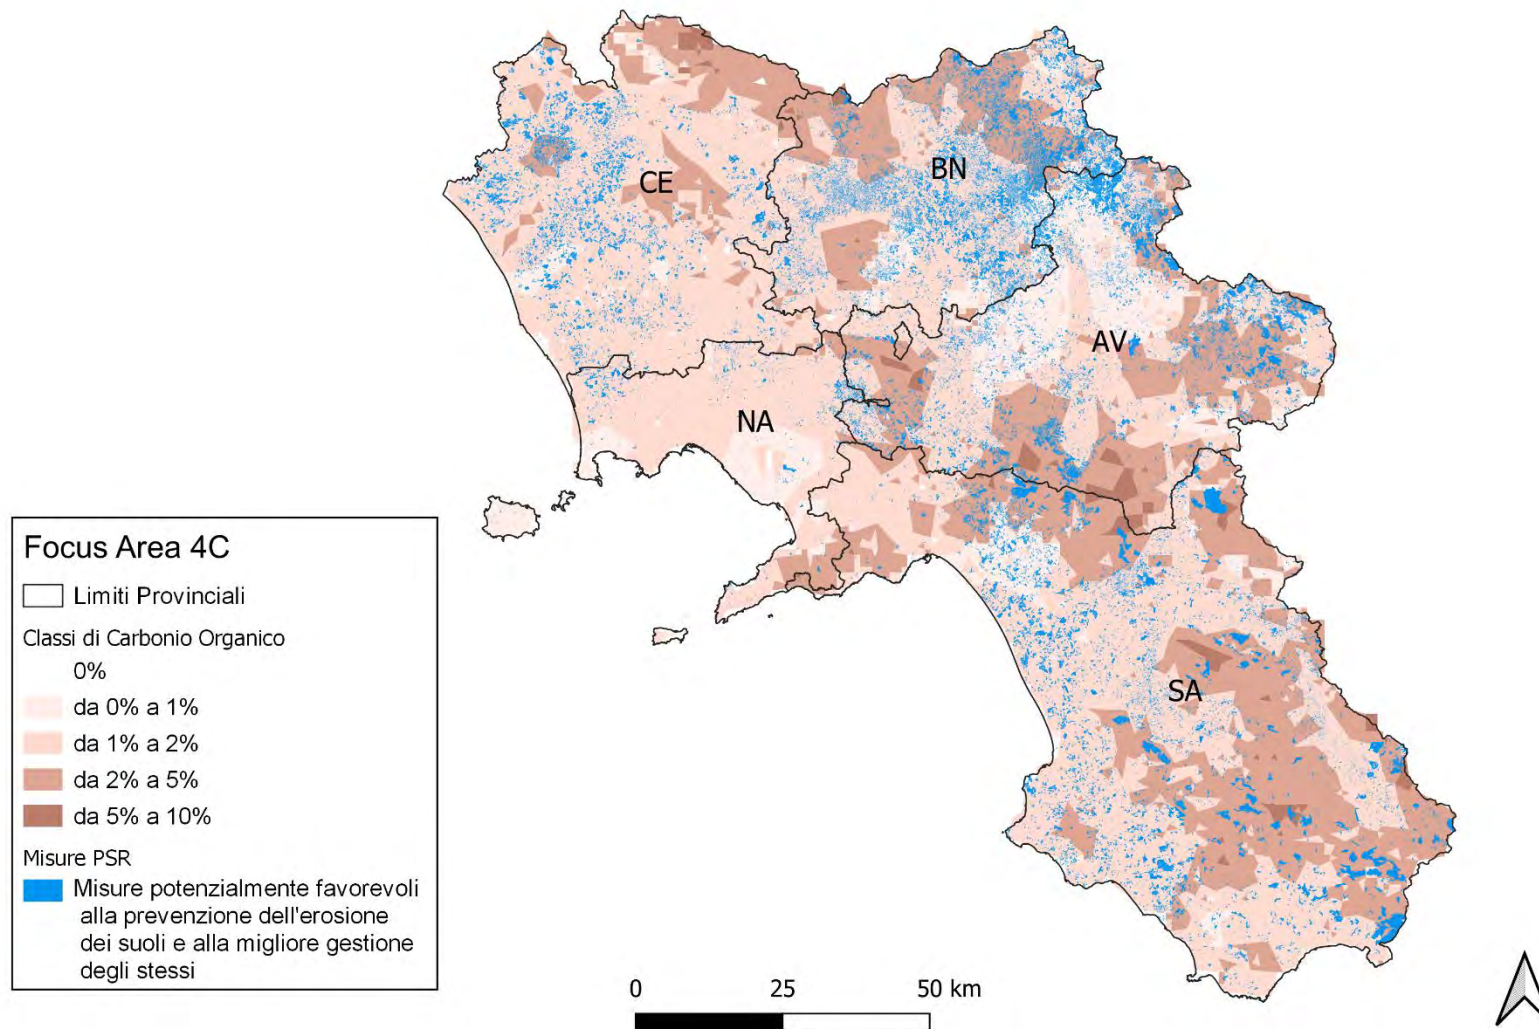 CE
BN
AV
NA
SA
Focus Area 4C
Limiti Provinciali
Classi di Carbonio Organico
0%
da 0% a 1%
da 1% a 2%
da 2% a 5%
da 5% a 10%
Misure PSR
Misure potenzialmente favorevoli
alla prevenzione dell'erosione
dei suoli e alla migliore gestione
degli stessi
0 25 50 km